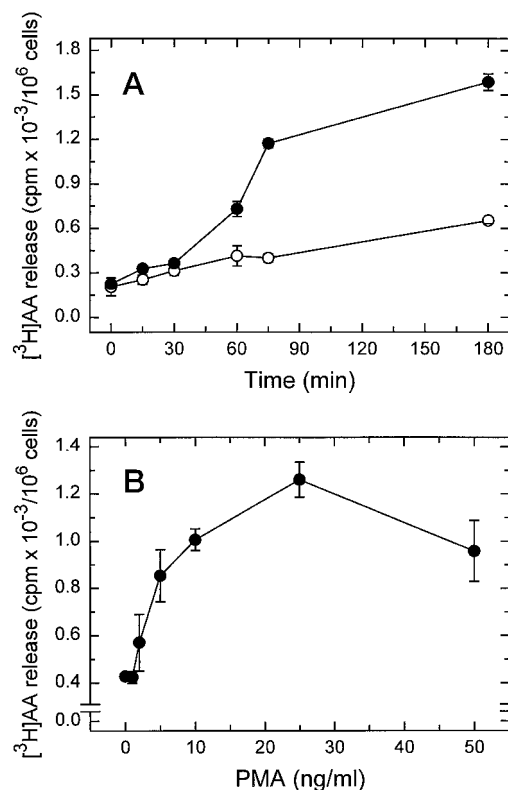 A
[³H]AA release (cpm x 10⁻³/10⁶ cells)
1.8
1.5
1.2
0.9
0.6
0.3
0.0
0 30 60 90 120 150 180
Time (min)
B
[³H]AA release (cpm x 10⁻³/10⁶ cells)
1.4
1.2
1.0
0.8
0.6
0.4
0.0
0 10 20 30 40 50
PMA (ng/ml)